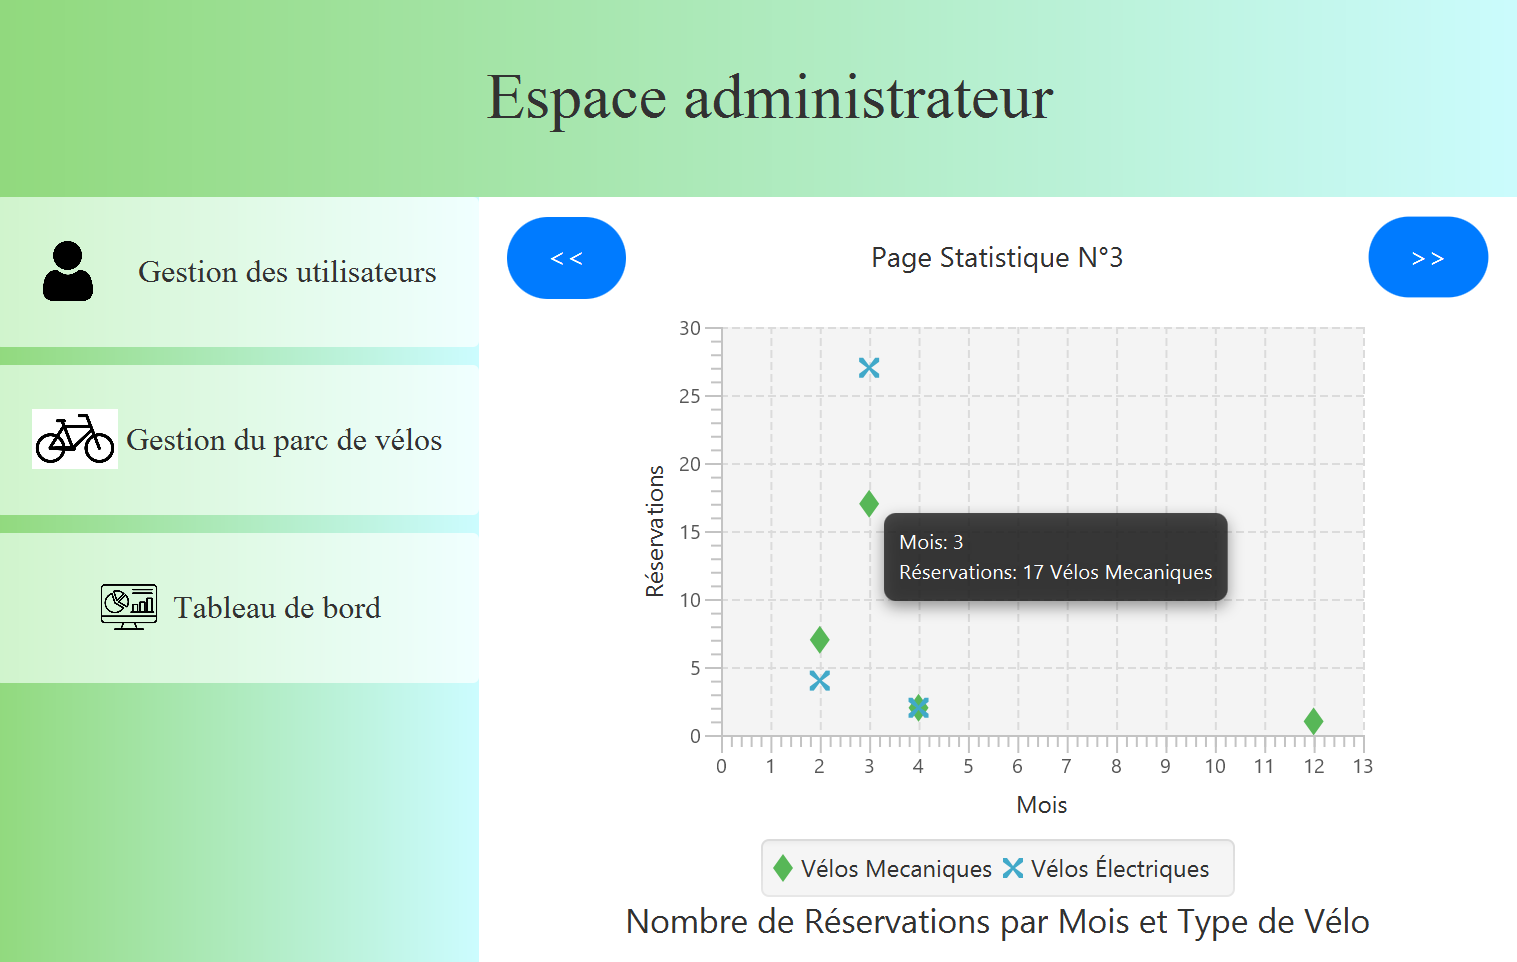 Espace administrateur
Gestion des utilisateurs
Gestion du parc de vélos
Tableau de bord
<<
Page Statistique N°3
>>
30
25
20
15
10
5
0
Réservations
Mois: 3
Réservations: 17 Vélos Mecaniques
0 1 2 3 4 5 6 7 8 9 10 11 12 13
Mois
Vélos Mecaniques Vélos Électriques
Nombre de Réservations par Mois et Type de Vélo